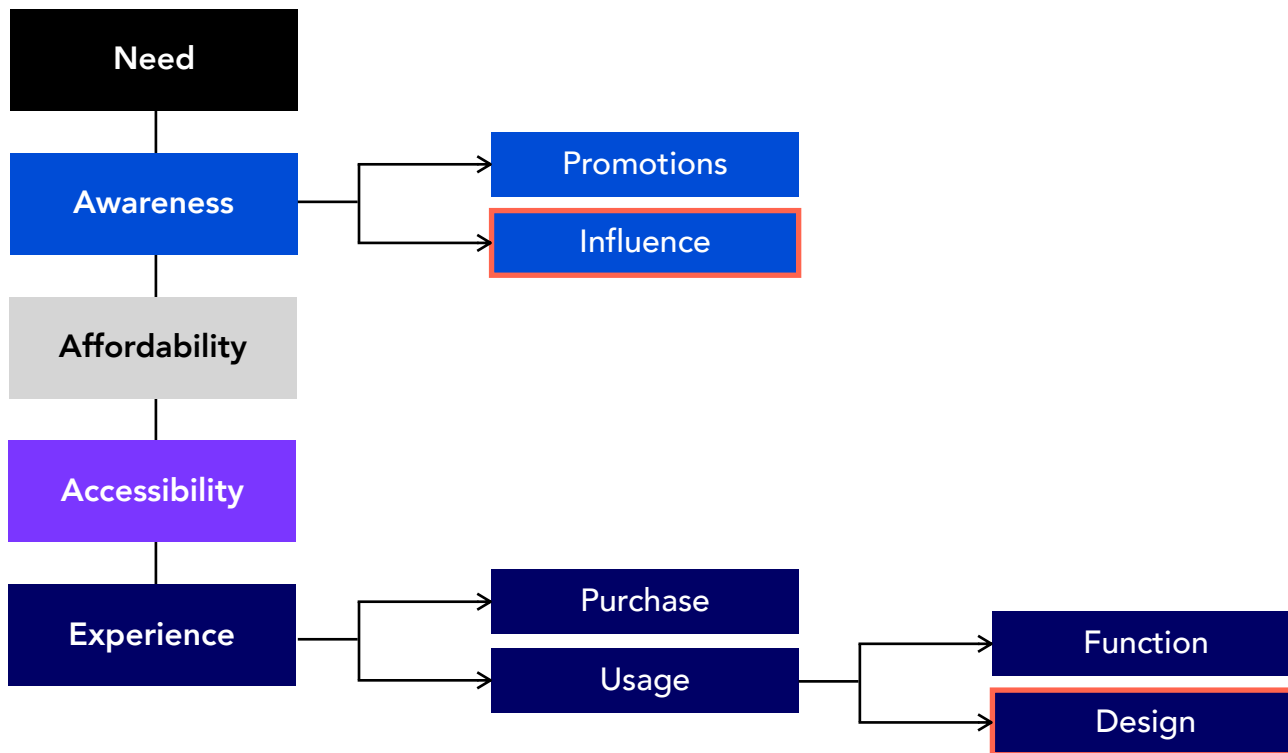 Need
Awareness
Promotions
Influence
Affordability
Accessibility
Experience
Purchase
Usage
Function
Design